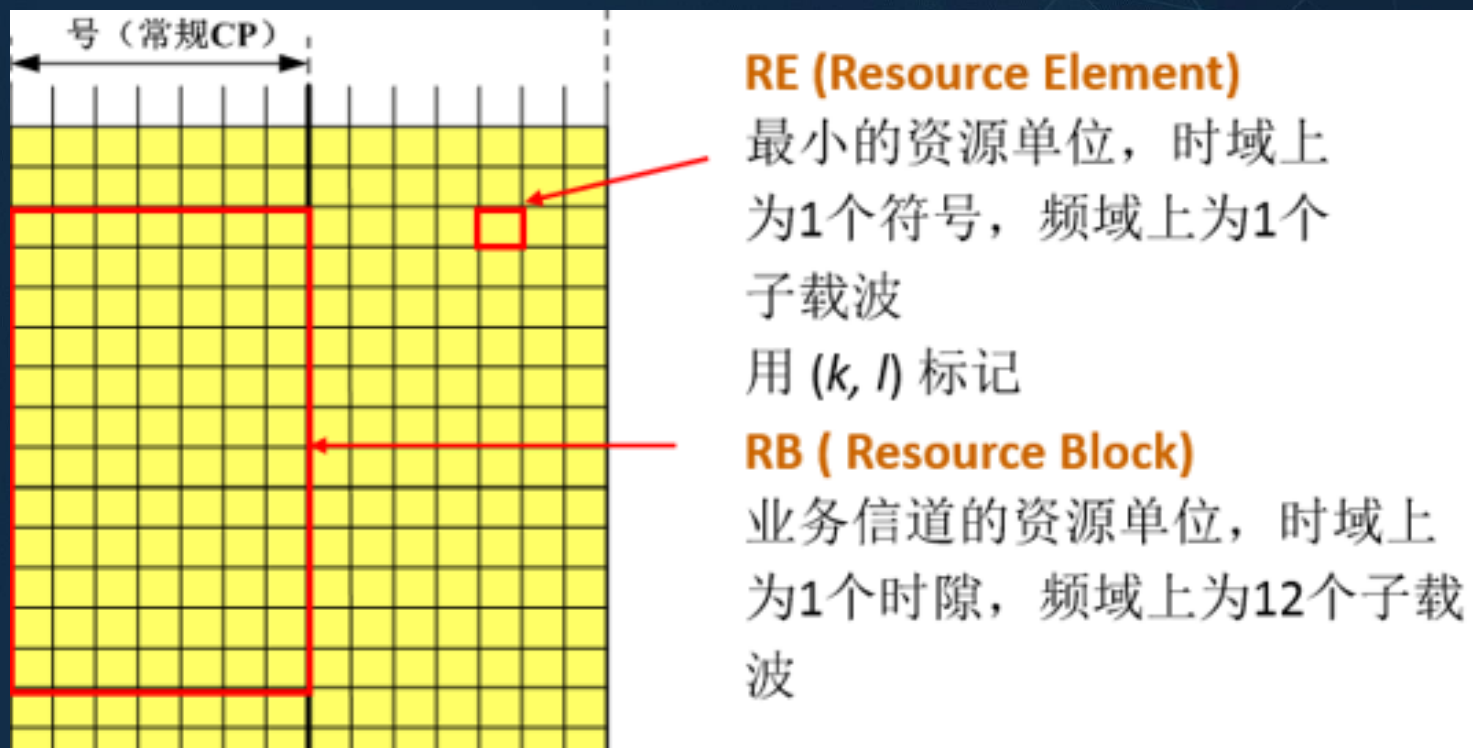 号（常规CP）
RE (Resource Element)
最小的资源单位，时域上
为1个符号，频域上为1个
子载波
用 (k, l) 标记
RB ( Resource Block)
业务信道的资源单位，时域上
为1个时隙，频域上为12个子载
波